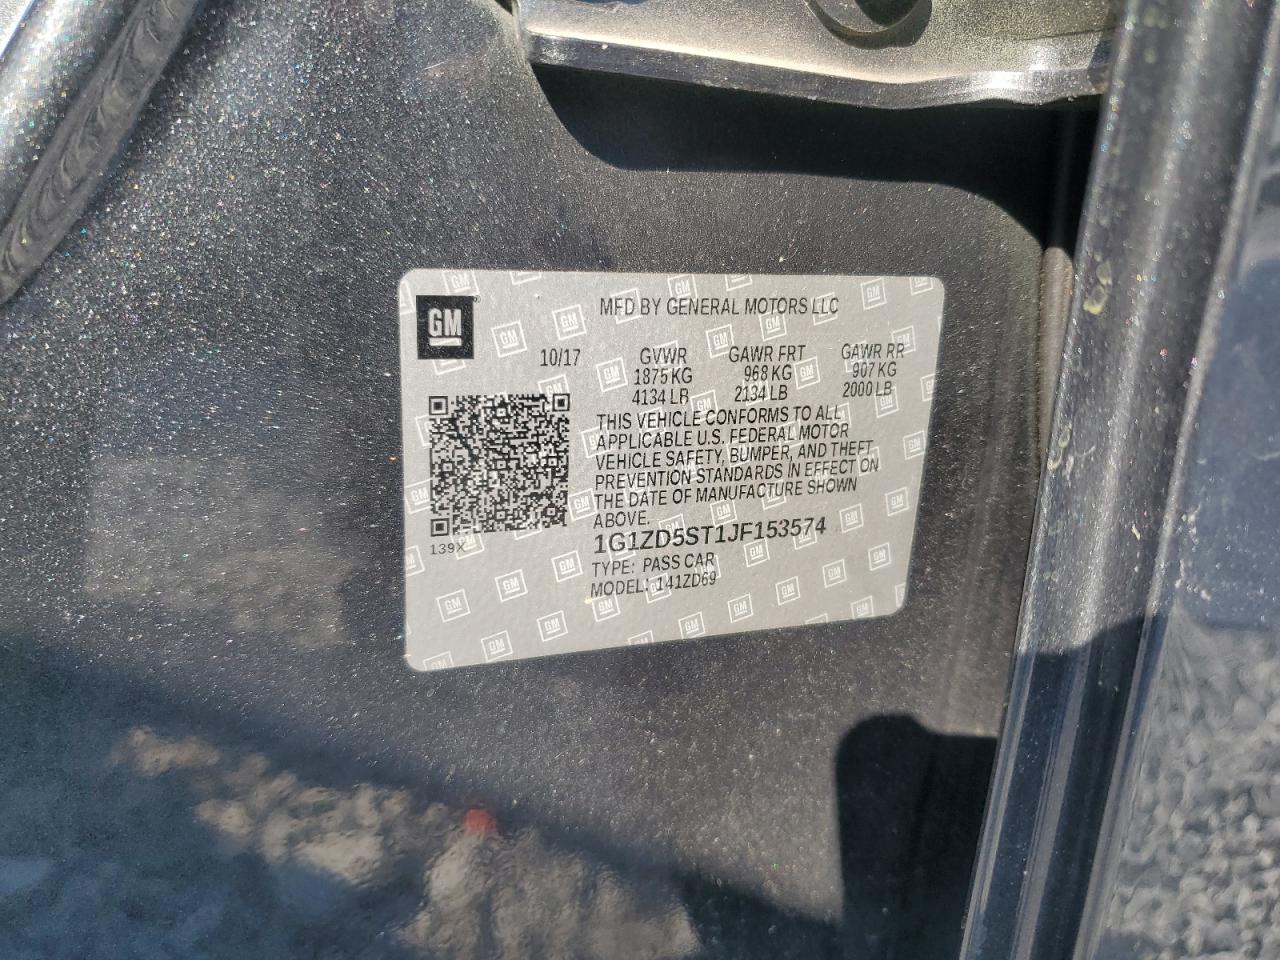 MFD BY GENERAL MOTORS LLC
GM
10/17 GVWR GAWR FRT GAWR RR
1875 KG 968 KG 907 KG
4134 LB 2134 LB 2000 LB
THIS VEHICLE CONFORMS TO ALL
APPLICABLE U.S. FEDERAL MOTOR
VEHICLE SAFETY, BUMPER, AND THEFT
PREVENTION STANDARDS IN EFFECT ON
THE DATE OF MANUFACTURE SHOWN
ABOVE.
139X
1G1ZD5ST1JF153574
TYPE: PASS CAR
MODEL: 141ZD69